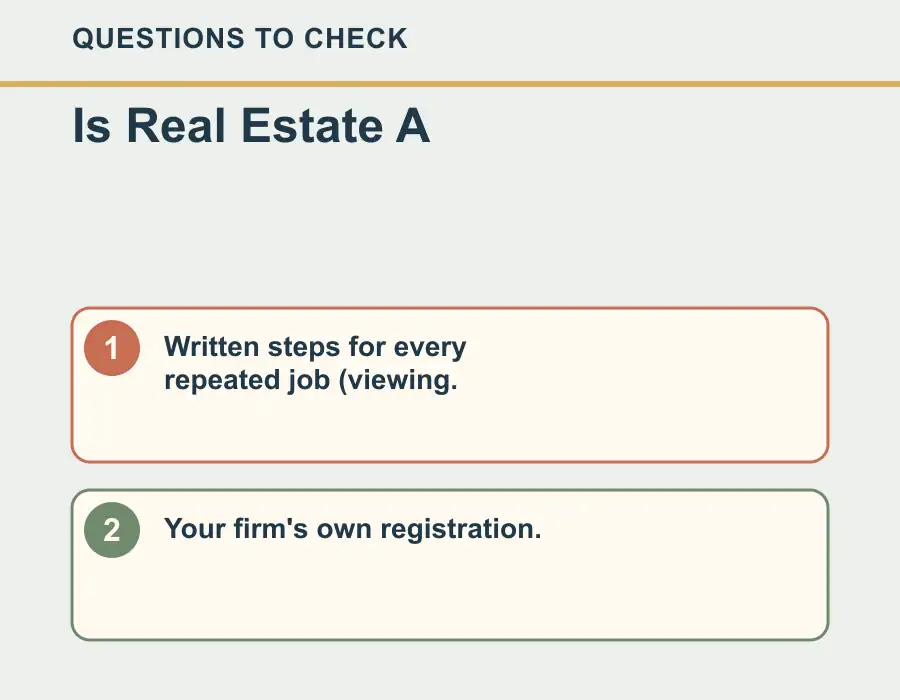 QUESTIONS TO CHECK
Is Real Estate A
1
Written steps for every
repeated job (viewing.
2
Your firm's own registration.